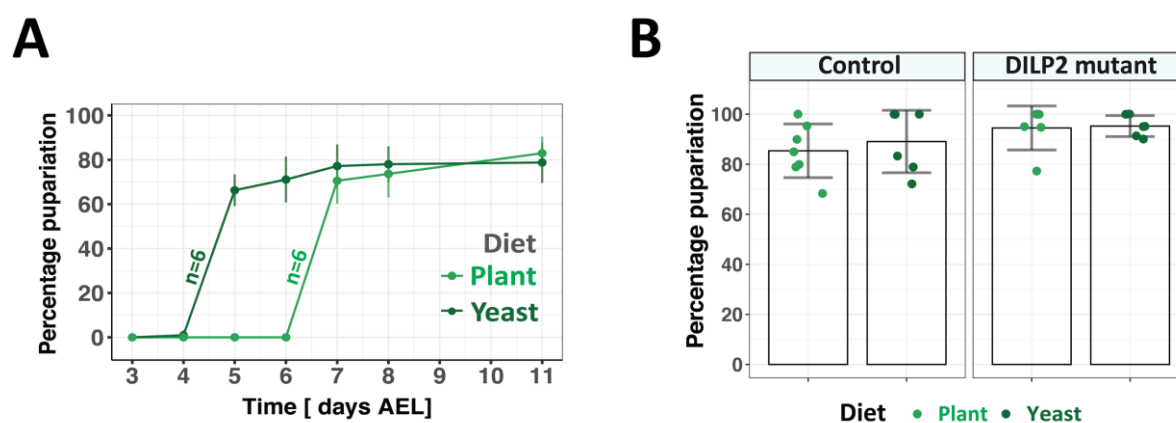 A
Percentage pupariation
100
80
60
40
20
0
n=6
n=6
Diet
Plant
Yeast
3 4 5 6 7 8 9 10 11
Time [ days AEL]
B
Control DILP2 mutant
Percentage pupariation
100
80
60
40
20
0
Diet Plant Yeast